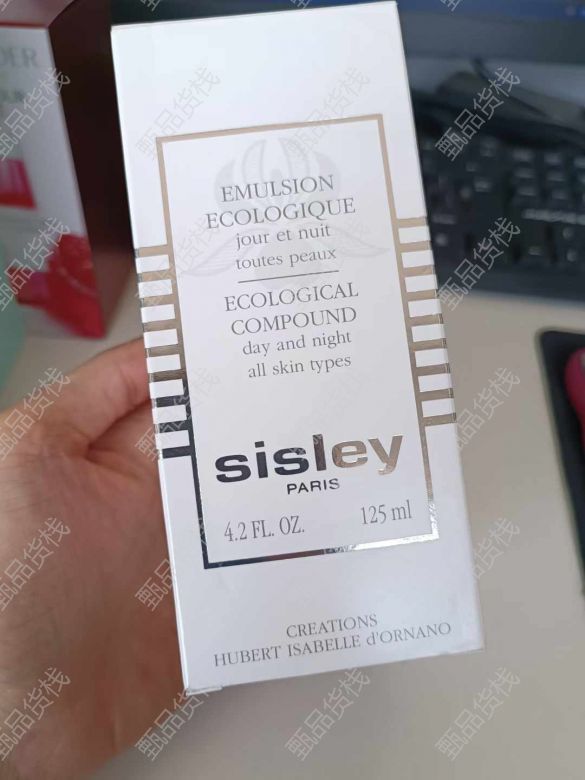 EMULSION
ECOLOGIQUE
jour et nuit
toutes peaux
ECOLOGICAL
COMPOUND
day and night
all skin types
sisley
PARIS
4.2 FL. OZ. 125 ml
CREATIONS
HUBERT ISABELLE d'ORNANO
甄品货栈